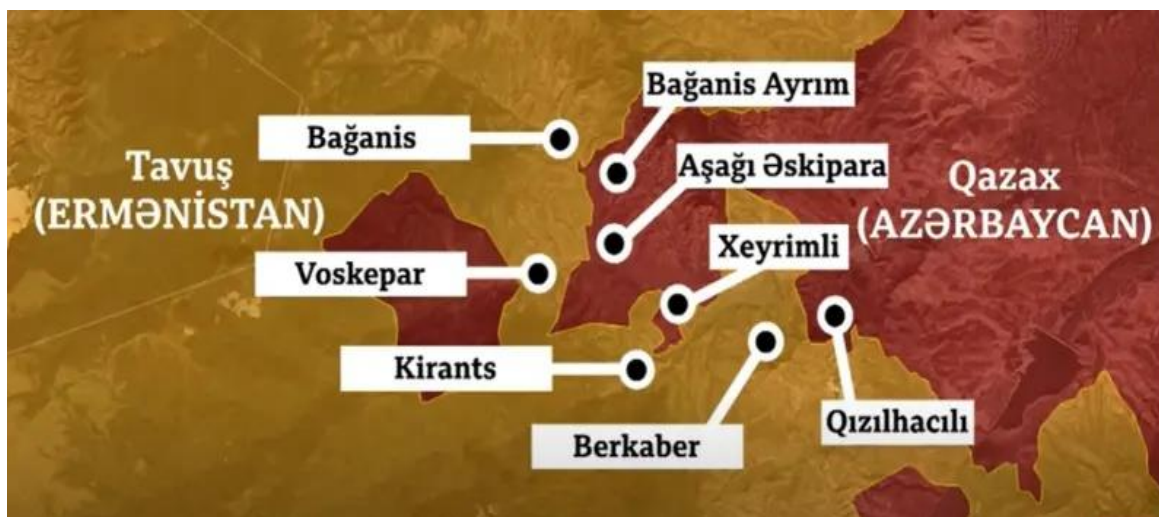 Bağanis Ayrım
Bağanis
Tavuş
(ERMƏNİSTAN)
Aşağı Əskipara
Qazax
(AZƏRBAYCAN)
Xeyrimli
Voskepar
Kirants
Berkaber
Qızılhacılı